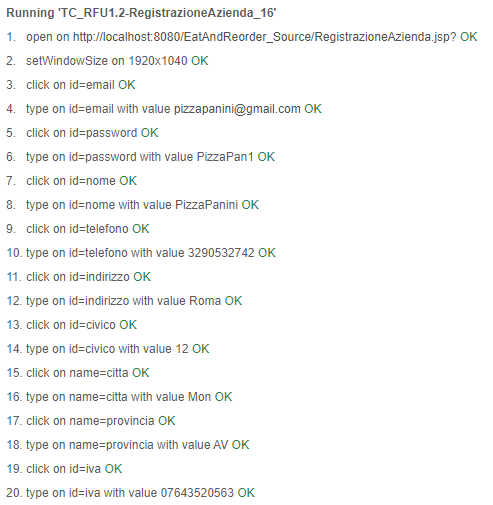 Running 'TC_RFU1.2-RegistrazioneAzienda_16'
1. open on http://localhost:8080/EatAndReorder_Source/RegistrazioneAzienda.jsp? OK
2. setWindowSize on 1920x1040 OK
3. click on id=email OK
4. type on id=email with value pizzapanini@gmail.com OK
5. click on id=password OK
6. type on id=password with value PizzaPan1 OK
7. click on id=nome OK
8. type on id=nome with value PizzaPanini OK
9. click on id=telefono OK
10. type on id=telefono with value 3290532742 OK
11. click on id=indirizzo OK
12. type on id=indirizzo with value Roma OK
13. click on id=civico OK
14. type on id=civico with value 12 OK
15. click on name=citta OK
16. type on name=citta with value Mon OK
17. click on name=provincia OK
18. type on name=provincia with value AV OK
19. click on id=iva OK
20. type on id=iva with value 07643520563 OK